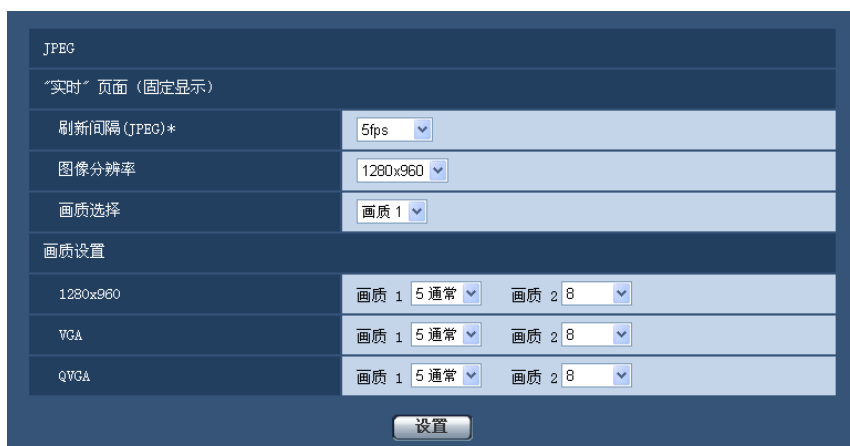 JPEG
"实时" 页面（固定显示）
刷新间隔(JPEG)* 5fps
图像分辨率 1280x960
画质选择 画质 1
画质设置
1280x960 画质 1 5 通常 画质 2 8
VGA 画质 1 5 通常 画质 2 8
QVGA 画质 1 5 通常 画质 2 8
设置